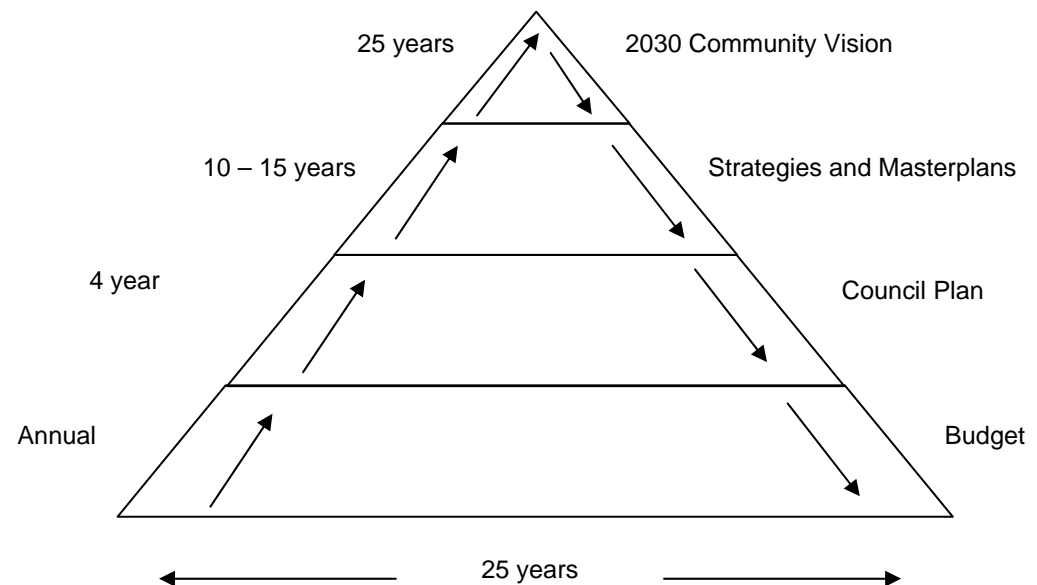 25 years
2030 Community Vision
10 – 15 years
Strategies and Masterplans
4 year
Council Plan
Annual
Budget
25 years